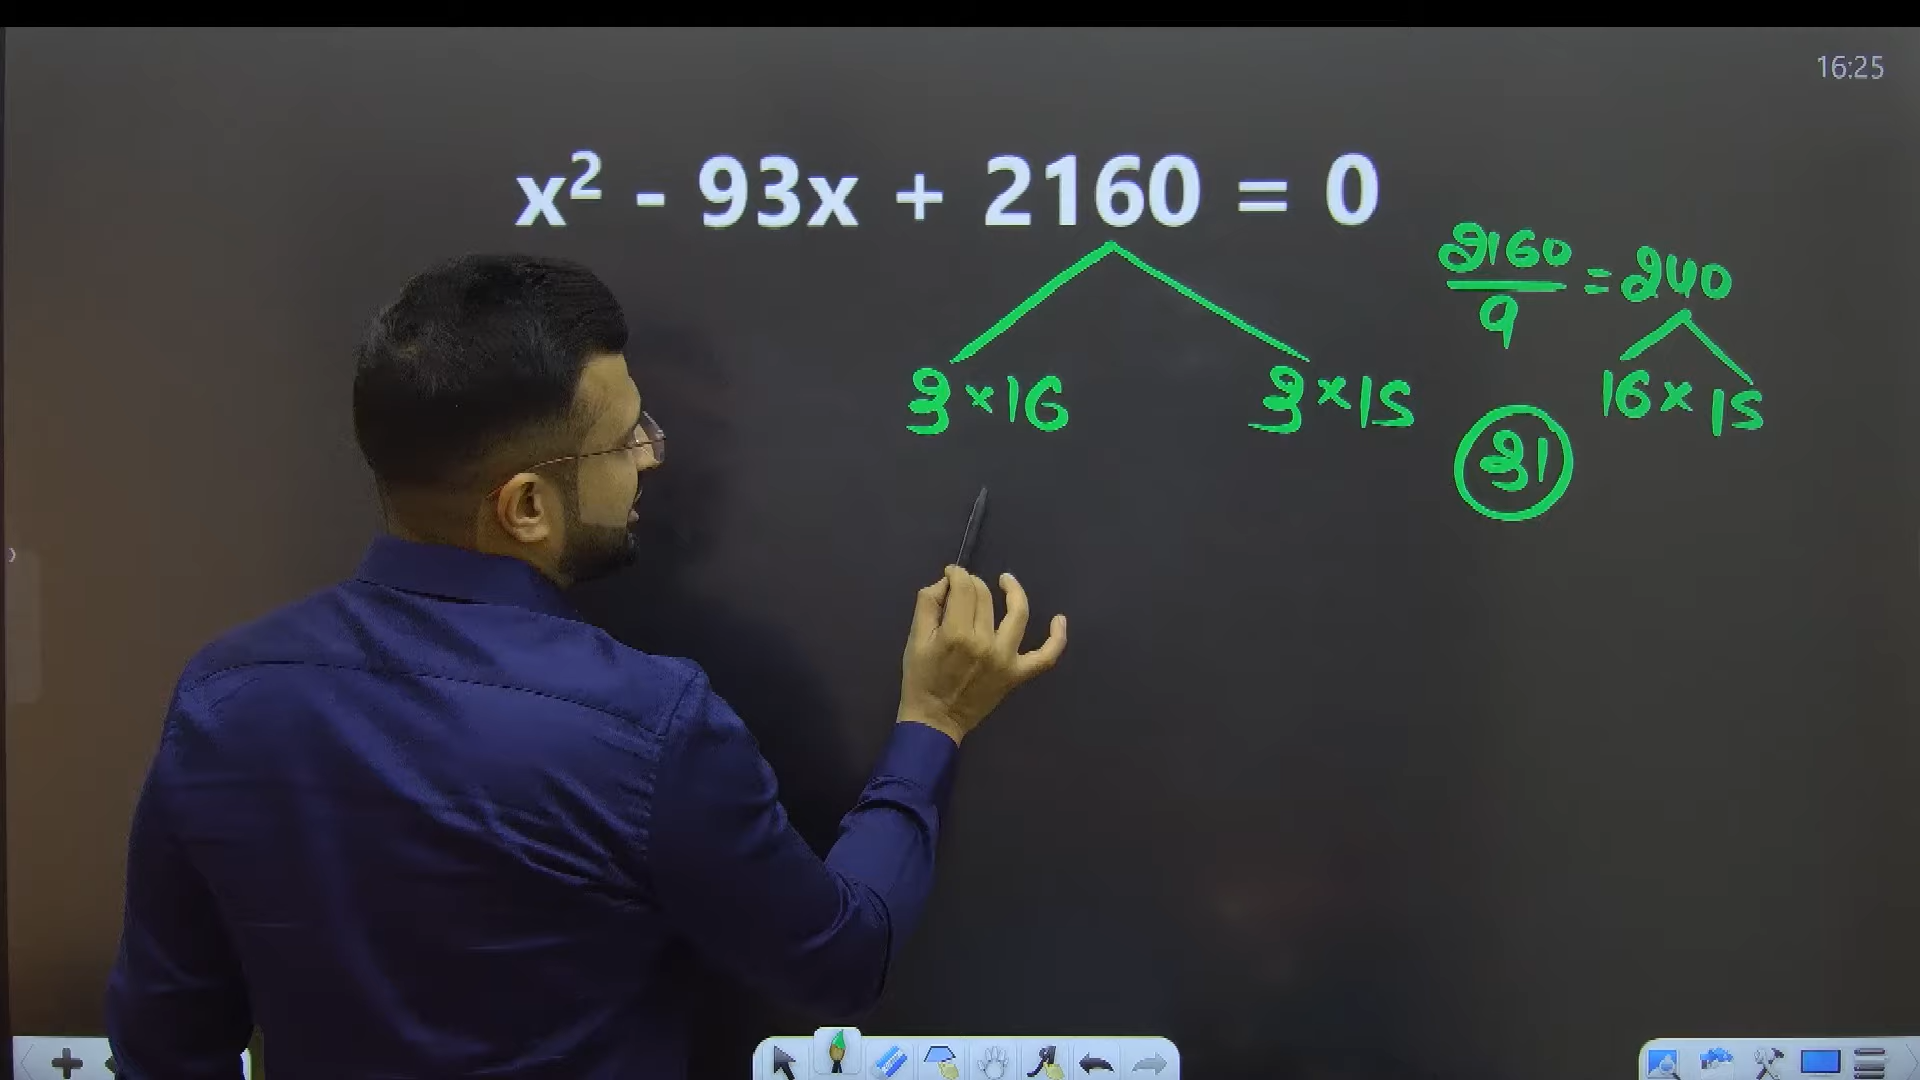 16:25
x² - 93x + 2160 = 0
2160/9 = 240
3 × 16
3 × 15
16 × 15
31